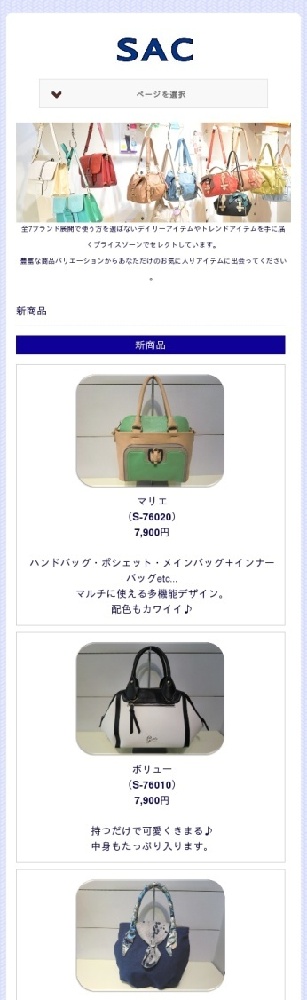 SAC
ページを選択
全7ブランド展開で使う方を選ばないデイリーアイテムやトレンドアイテムを手に届
くプライスゾーンでセレクトしています。
豊富な商品バリエーションからあなただけのお気に入りアイテムに出会ってください
。
新商品
新商品
マリエ
（S-76020）
7,900円
ハンドバッグ・ポシェット・メインバッグ＋インナー
バッグetc...
マルチに使える多機能デザイン。
配色もカワイイ♪
ボリュー
（S-76010）
7,900円
持つだけで可愛くきまる♪
中身もたっぷり入ります。